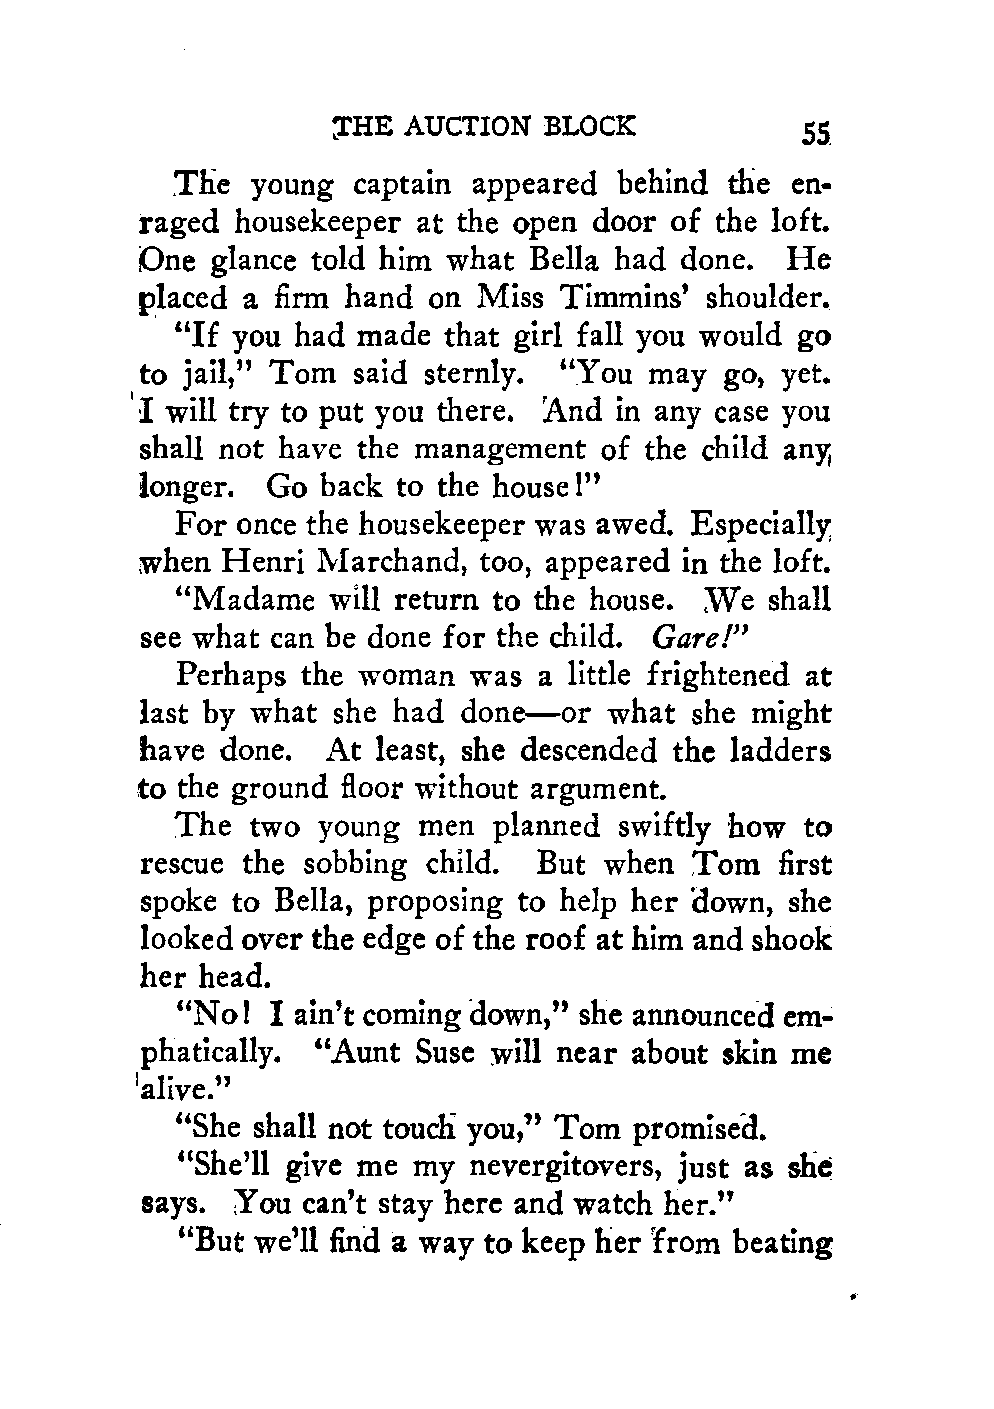 THE AUCTION BLOCK 55
The young captain appeared behind the en-
raged housekeeper at the open door of the loft.
One glance told him what Bella had done. He
placed a firm hand on Miss Timmins' shoulder.
"If you had made that girl fall you would go
to jail," Tom said sternly. "You may go, yet.
I will try to put you there. And in any case you
shall not have the management of the child any
longer. Go back to the house!"
For once the housekeeper was awed. Especially
when Henri Marchand, too, appeared in the loft.
"Madame will return to the house. We shall
see what can be done for the child. Gare!"
Perhaps the woman was a little frightened at
last by what she had done—or what she might
have done. At least, she descended the ladders
to the ground floor without argument.
The two young men planned swiftly how to
rescue the sobbing child. But when Tom first
spoke to Bella, proposing to help her down, she
looked over the edge of the roof at him and shook
her head.
"No! I ain't coming down," she announced em-
phatically. "Aunt Suse will near about skin me
alive."
"She shall not touch you," Tom promised.
"She'll give me my nevergitovers, just as she
says. You can't stay here and watch her."
"But we'll find a way to keep her from beating